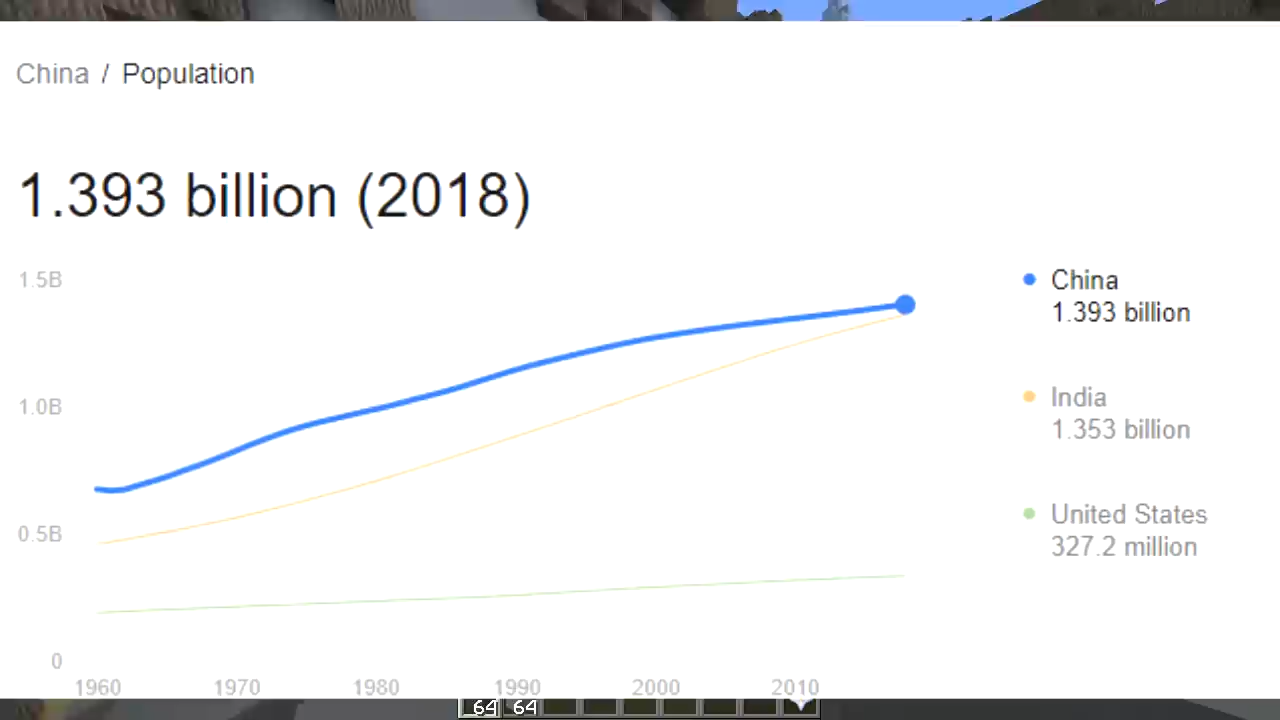 China / Population
1.393 billion (2018)
1.5B
1.0B
0.5B
0
1960 1970 1980 1990 2000 2010
China
1.393 billion
India
1.353 billion
United States
327.2 million
64 64